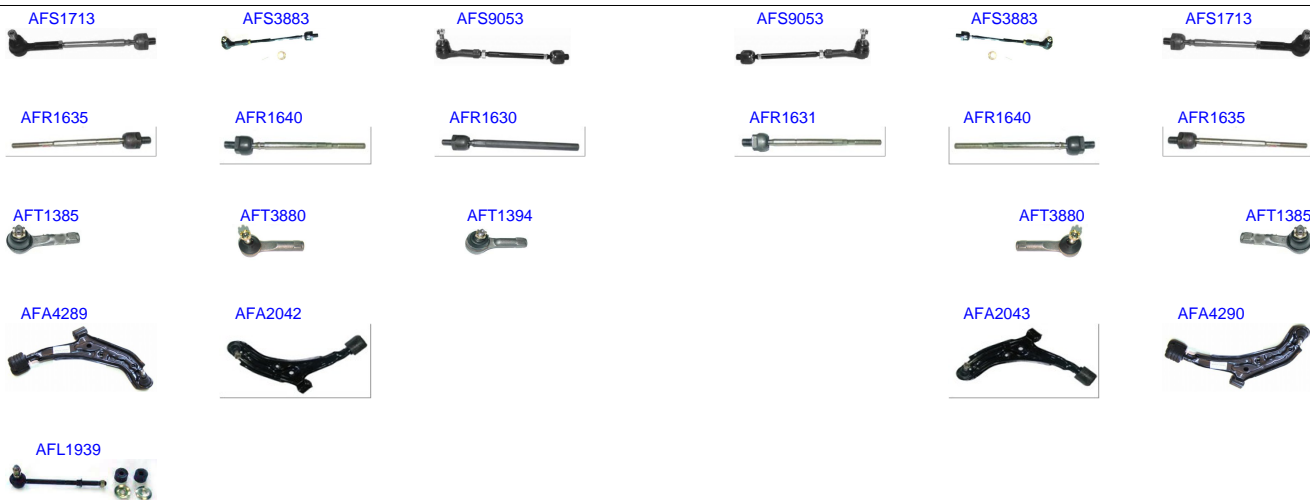 AFS1713 AFS3883 AFS9053 AFS9053 AFS3883 AFS1713
AFR1635 AFR1640 AFR1630 AFR1631 AFR1640 AFR1635
AFT1385 AFT3880 AFT1394 AFT3880 AFT1385
AFA4289 AFA2042 AFA2043 AFA4290
AFL1939